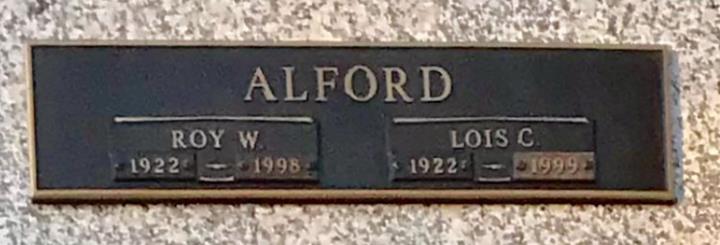 ALFORD
ROY W. LOIS C.
1922 - 1998 1922 - 1999